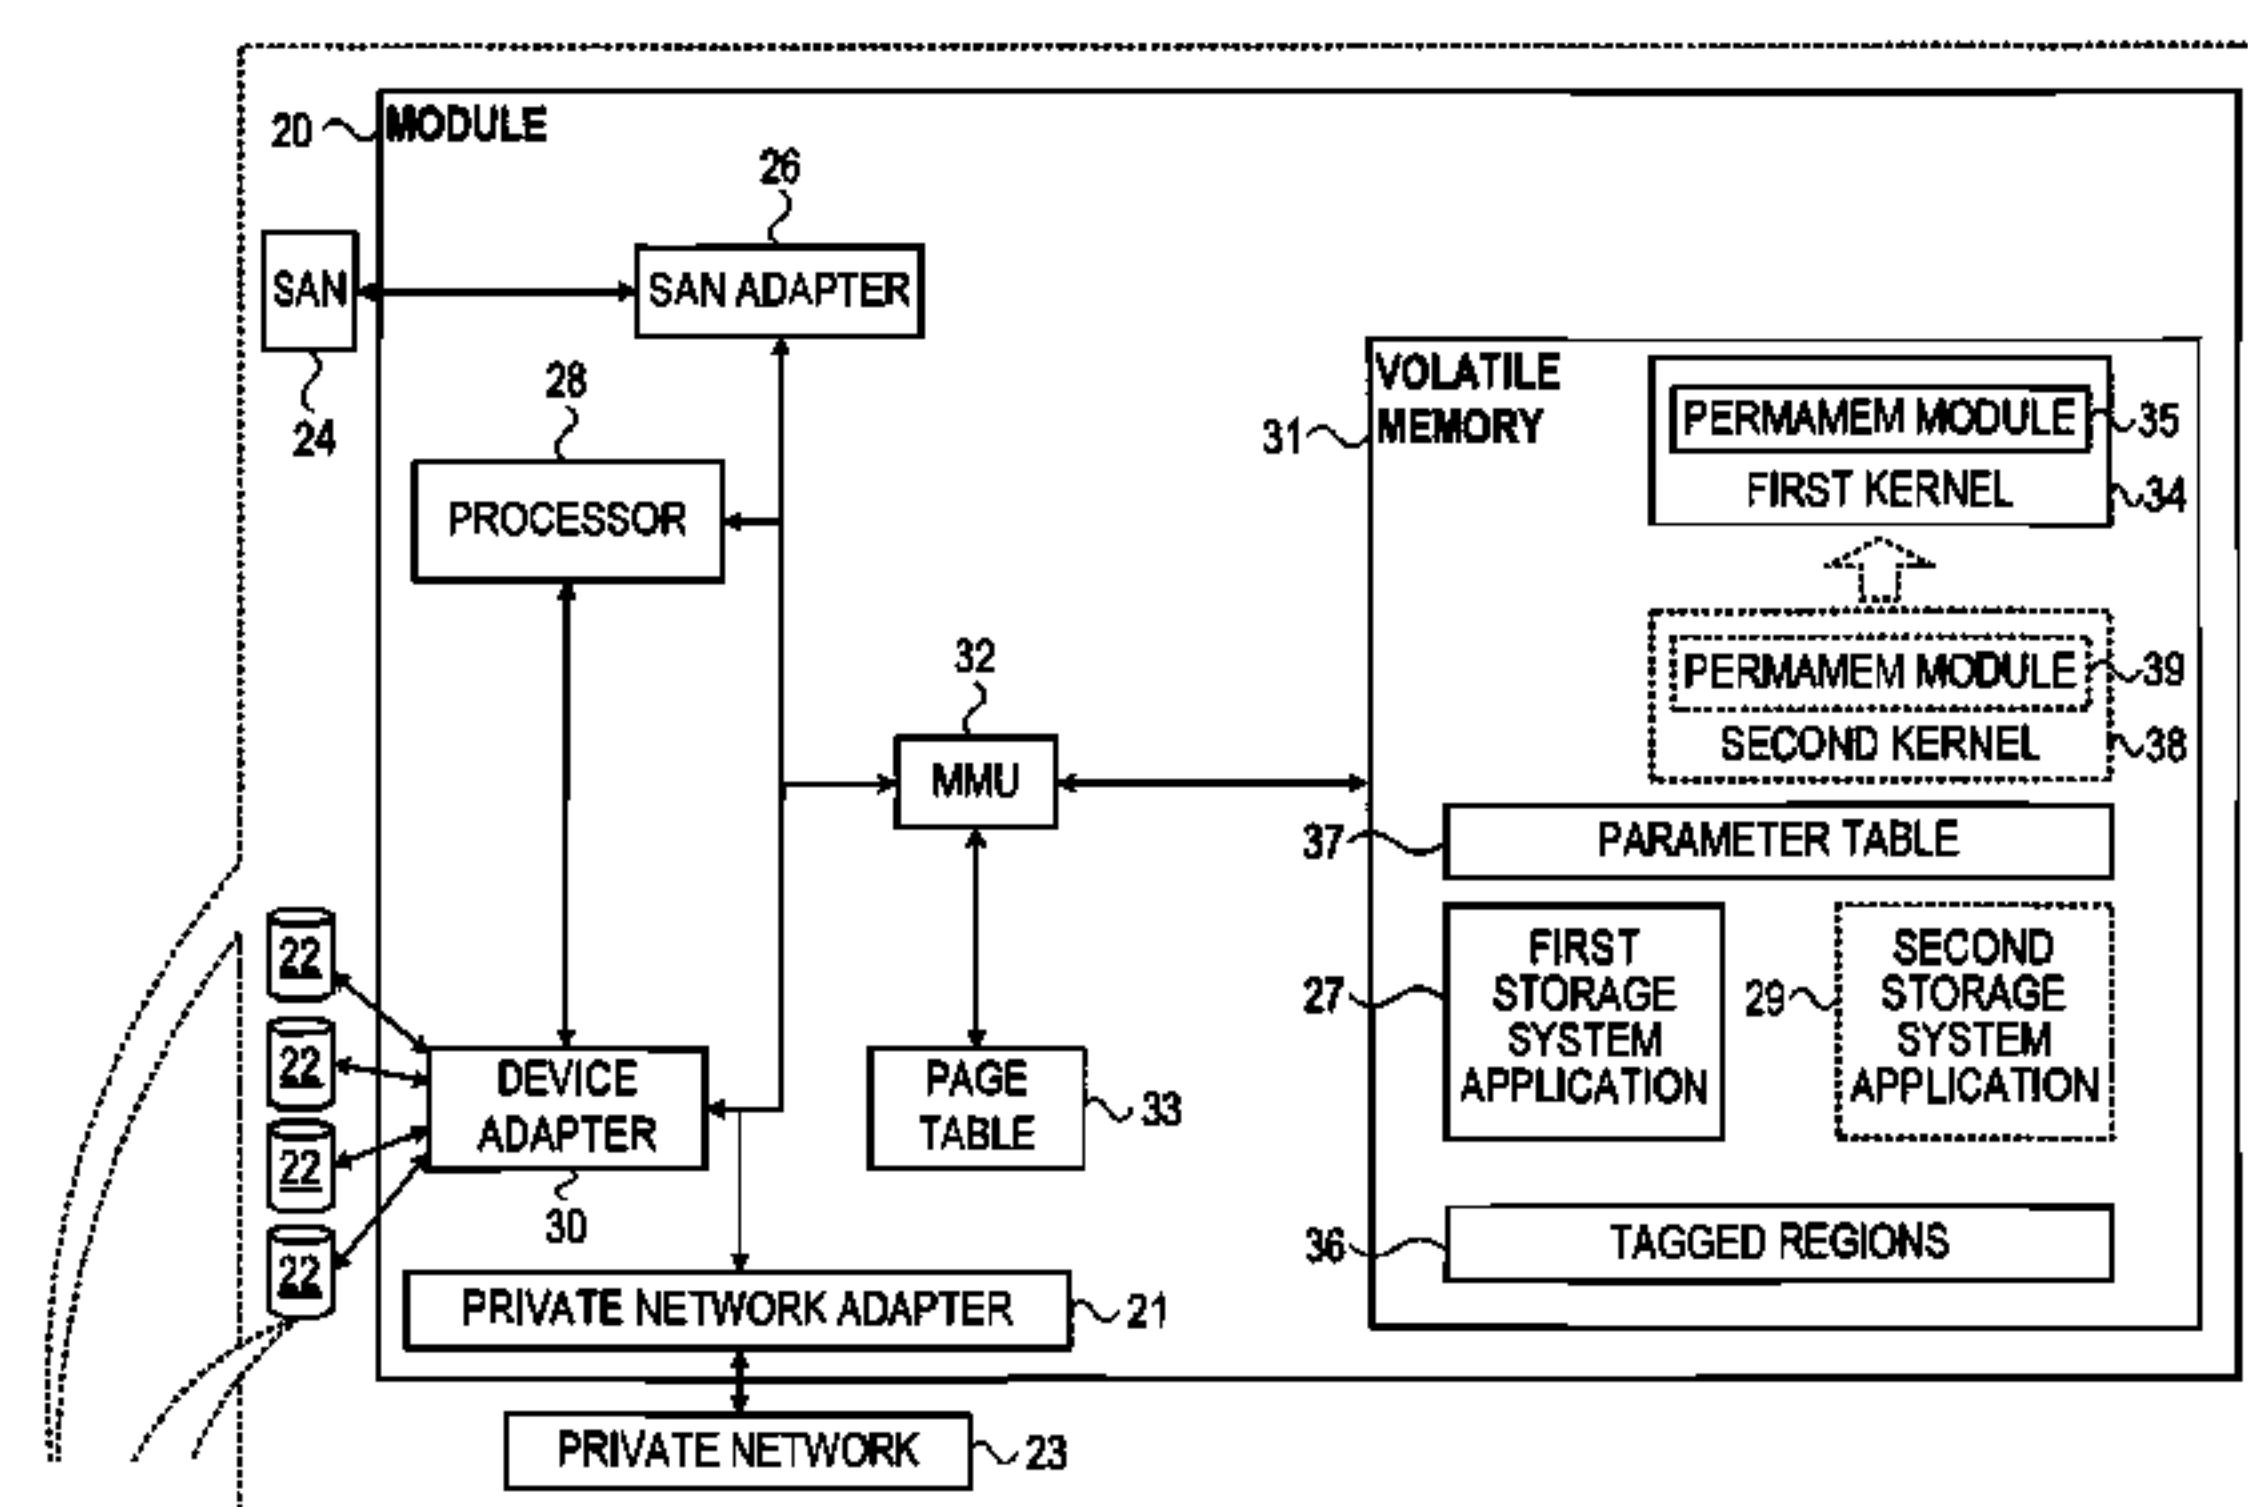 20
MODULE
26
SAN
SAN ADAPTER
24
28
PROCESSOR
32
MMU
22
22
22
22
DEVICE
ADAPTER
30
PAGE
TABLE
33
PRIVATE NETWORK ADAPTER
21
PRIVATE NETWORK
23
VOLATILE
MEMORY
31
PERMAMEM MODULE
35
FIRST KERNEL
34
PERMAMEM MODULE
39
SECOND KERNEL
38
37
PARAMETER TABLE
27
FIRST
STORAGE
SYSTEM
APPLICATION
29
SECOND
STORAGE
SYSTEM
APPLICATION
36
TAGGED REGIONS